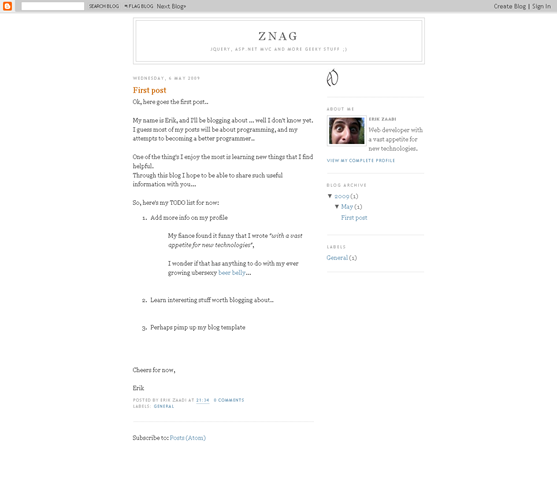 SEARCH BLOG
FLAG BLOG
Next Blog»
Create Blog | Sign In
ZNAG
JQUERY, ASP.NET MVC AND MORE GEEKY STUFF ;)
WEDNESDAY, 6 MAY 2009
First post
Ok, here goes the first post..
My name is Erik, and I'll be blogging about ... well I don't know yet.
I guess most of my posts will be about programming, and my
attempts to becoming a better programmer..
One of the thing's I enjoy the most is learning new things that I find
helpful.
Through this blog I hope to be able to share such useful
information with you...
So, here's my TODO list for now:
1. Add more info on my profile
My fiance found it funny that I wrote "with a vast
appetite for new technologies",
I wonder if that has anything to do with my ever
growing ubersexy beer belly...
2. Learn interesting stuff worth blogging about..
3. Perhaps pimp up my blog template
Cheers for now,
Erik
POSTED BY ERIK ZAADI AT 21:14 0 COMMENTS
LABELS: GENERAL
Subscribe to: Posts (Atom)
ABOUT ME
ERIK ZAADI
Web developer with
a vast appetite for
new technologies.
VIEW MY COMPLETE PROFILE
BLOG ARCHIVE
▼ 2009 (1)
▼ May (1)
First post
LABELS
General (1)